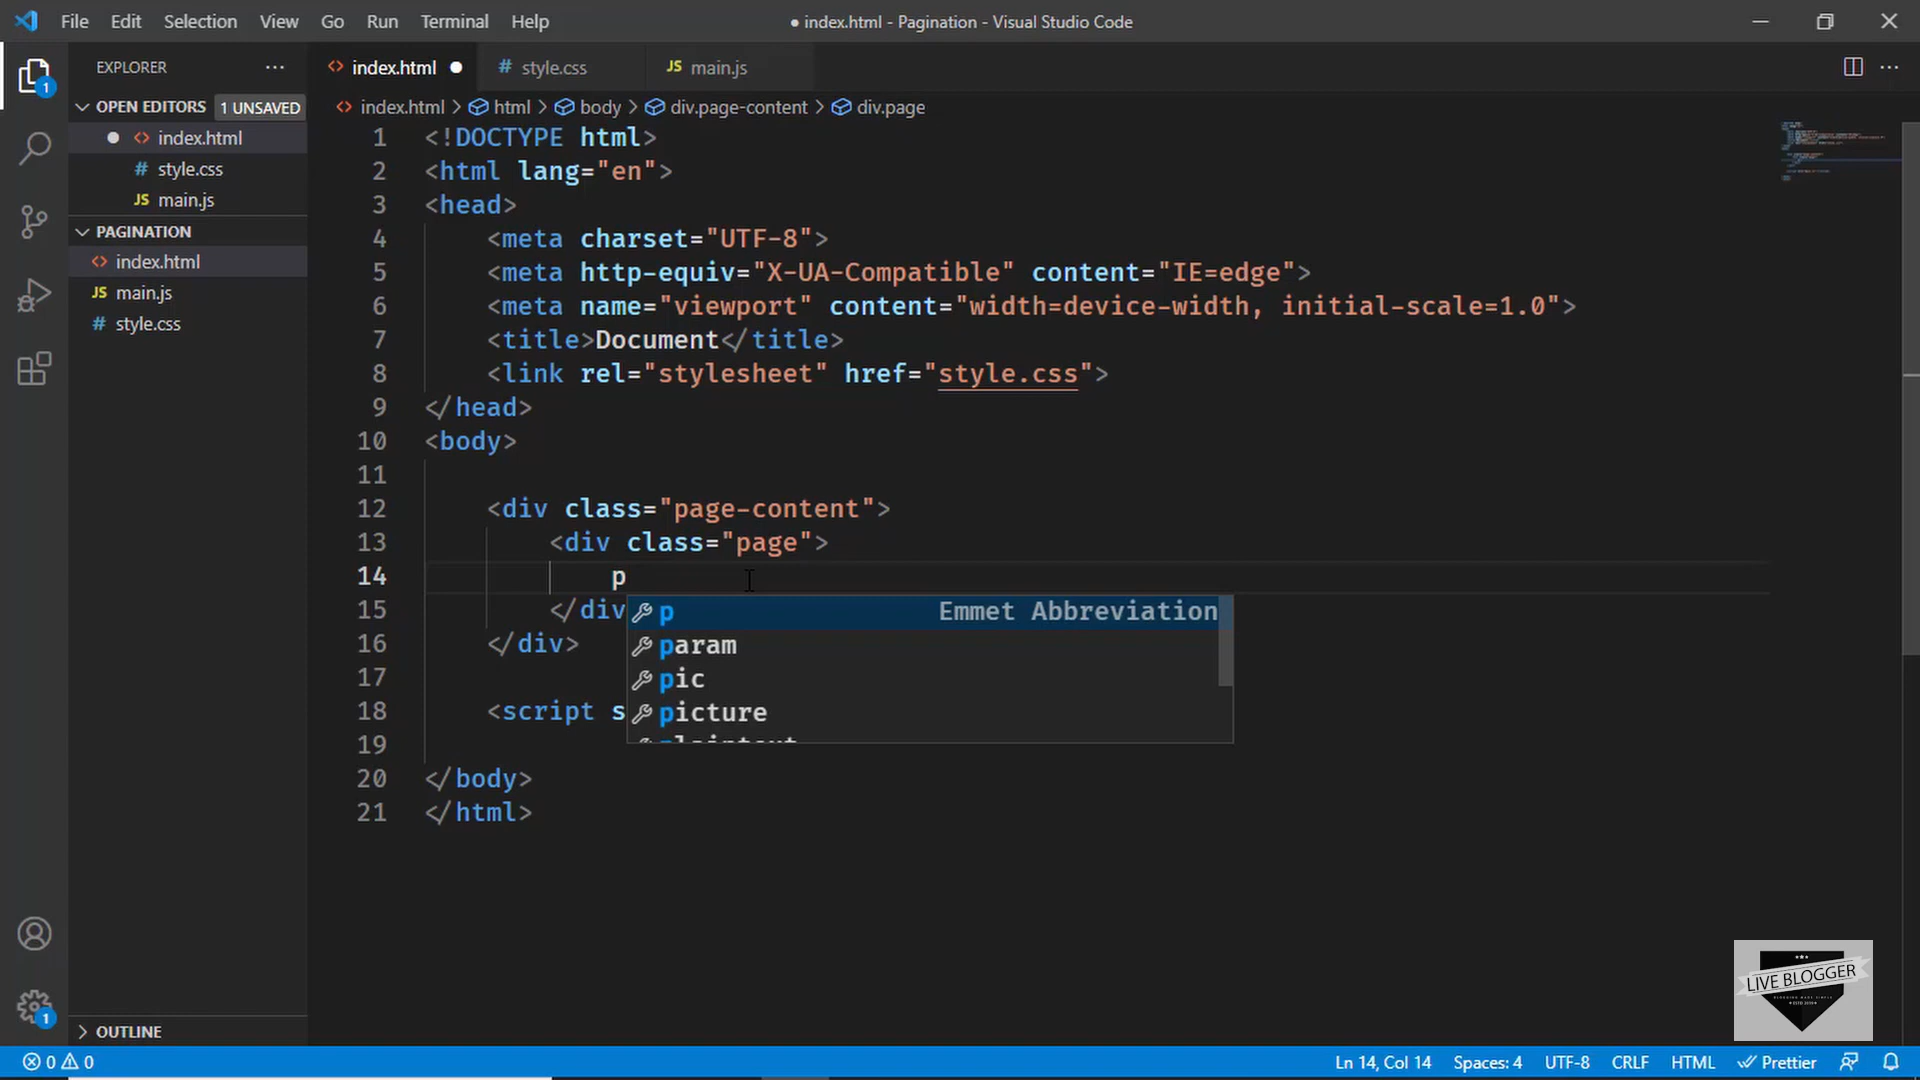 File Edit Selection View Go Run Terminal Help
● index.html - Pagination - Visual Studio Code
EXPLORER
OPEN EDITORS 1 UNSAVED
index.html
style.css
main.js
PAGINATION
index.html
main.js
style.css
OUTLINE
index.html style.css main.js
index.html > html > body > div.page-content > div.page
1 <!DOCTYPE html>
2 <html lang="en">
3 <head>
4 <meta charset="UTF-8">
5 <meta http-equiv="X-UA-Compatible" content="IE=edge">
6 <meta name="viewport" content="width=device-width, initial-scale=1.0">
7 <title>Document</title>
8 <link rel="stylesheet" href="style.css">
9 </head>
10 <body>
11
12 <div class="page-content">
13 <div class="page">
14 p
15 </div
16 </div>
17
18 <script s
19
20 </body>
21 </html>
p Emmet Abbreviation
param
pic
picture
1
1
LIVE BLOGGER
0 0
Ln 14, Col 14 Spaces: 4 UTF-8 CRLF HTML Prettier